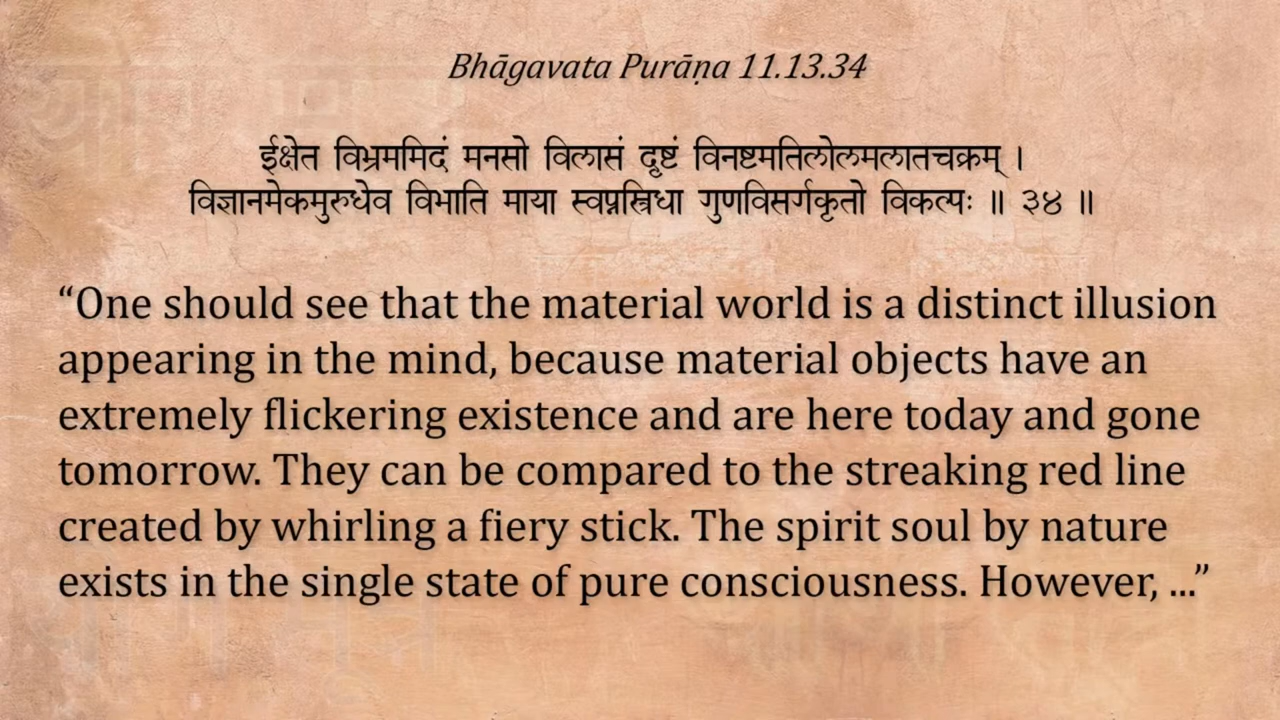 Bhāgavata Purāṇa 11.13.34
ईक्षेत विभ्रममिदं मनसो विलासं दृष्टं विनष्टमतिलोलमलातचक्रम् ।
विज्ञानमेकमुरुधेव विभाति माया स्वप्नस्त्रिधा गुणविसर्गकृतो विकल्पः ॥ ३४ ॥
“One should see that the material world is a distinct illusion
appearing in the mind, because material objects have an
extremely flickering existence and are here today and gone
tomorrow. They can be compared to the streaking red line
created by whirling a fiery stick. The spirit soul by nature
exists in the single state of pure consciousness. However, ...”